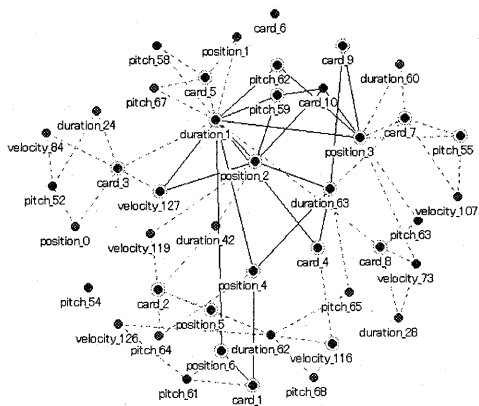 card_6
position_1
card_9
pitch_58
pitch_62
duration_60
card_5
pitch_67
pitch_59
card_10
duration_24
duration_1
card_7
velocity_84
position_3
pitch_55
card_3
position_2
pitch_52
velocity_127
duration_63
velocity_107
position_0
velocity_119
duration_42
pitch_63
card_4
card_8
position_4
velocity_73
pitch_54
card_2
pitch_65
position_5
duration_28
velocity_126
pitch_64
duration_62
velocity_116
position_6
pitch_61
card_1
pitch_68